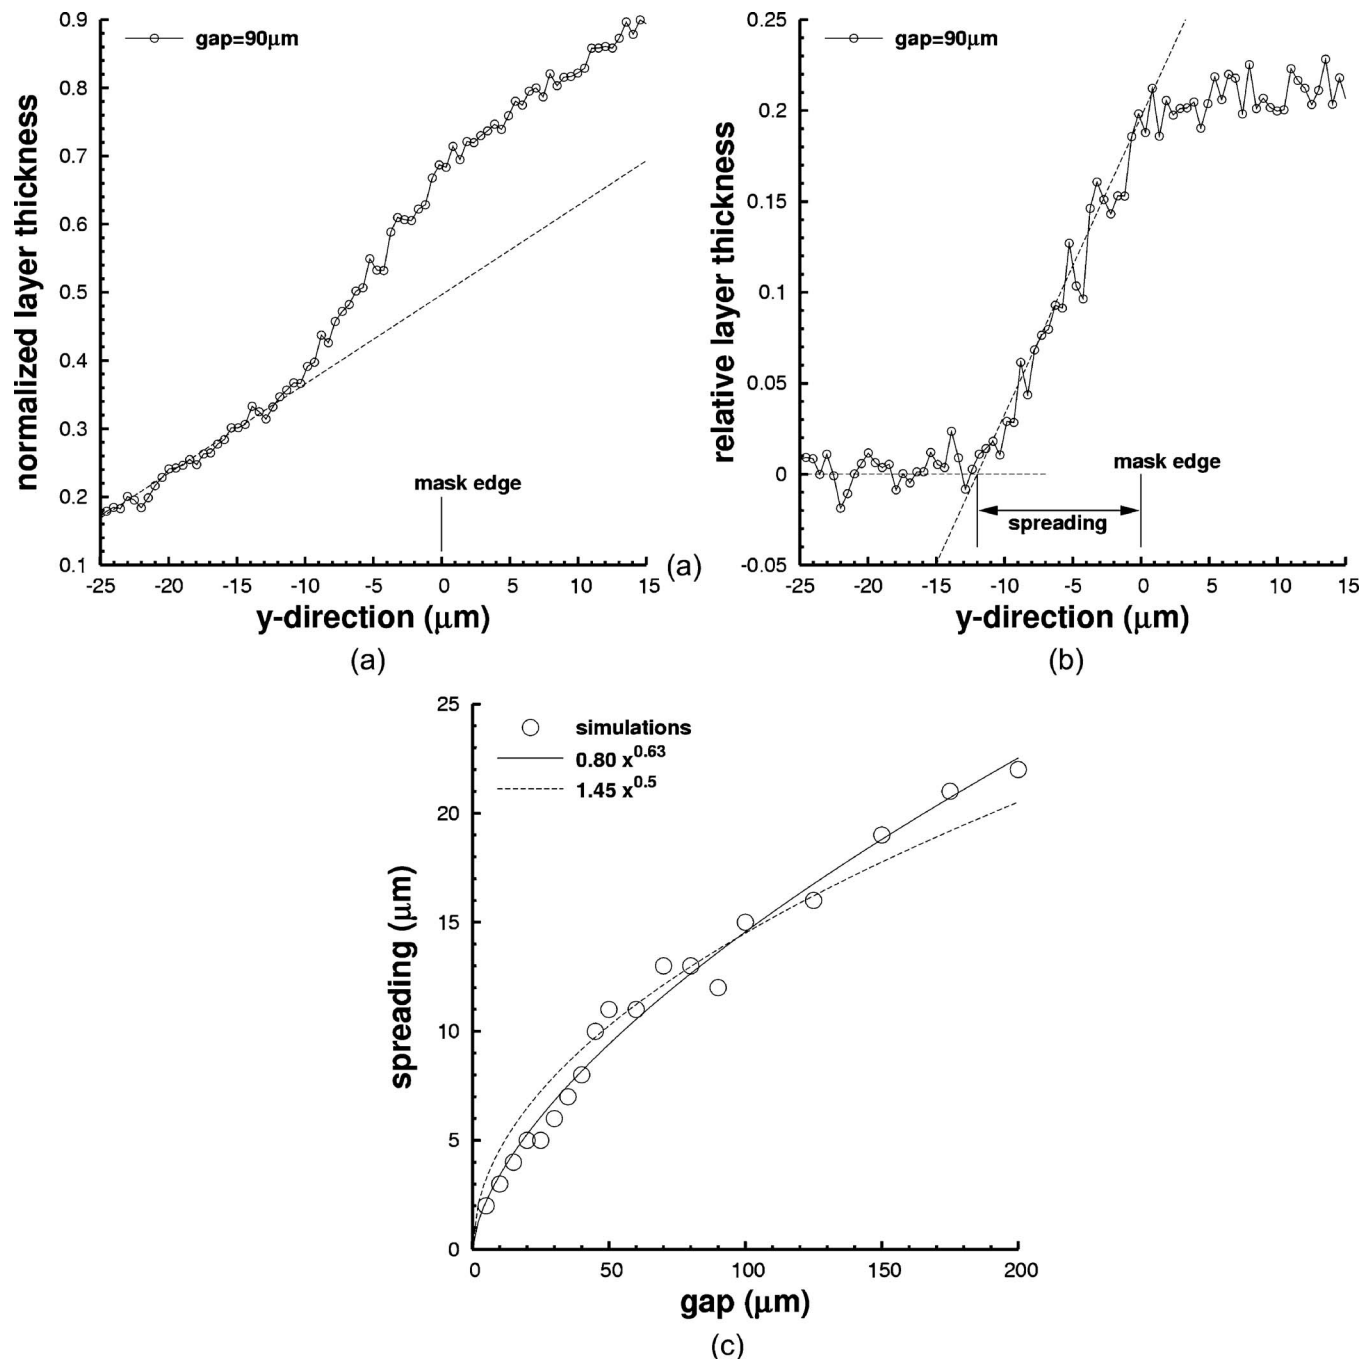 gap=90μm
normalized layer thickness
0.9
0.8
0.7
0.6
0.5
0.4
0.3
0.2
0.1
mask edge
-25 -20 -15 -10 -5 0 5 10 15
y-direction (μm)
(a)
(a)
gap=90μm
relative layer thickness
0.25
0.2
0.15
0.1
0.05
0
-0.05
mask edge
spreading
-25 -20 -15 -10 -5 0 5 10 15
y-direction (μm)
(b)
simulations
0.80 x^0.63
1.45 x^0.5
spreading (μm)
25
20
15
10
5
0
0 50 100 150 200
gap (μm)
(c)